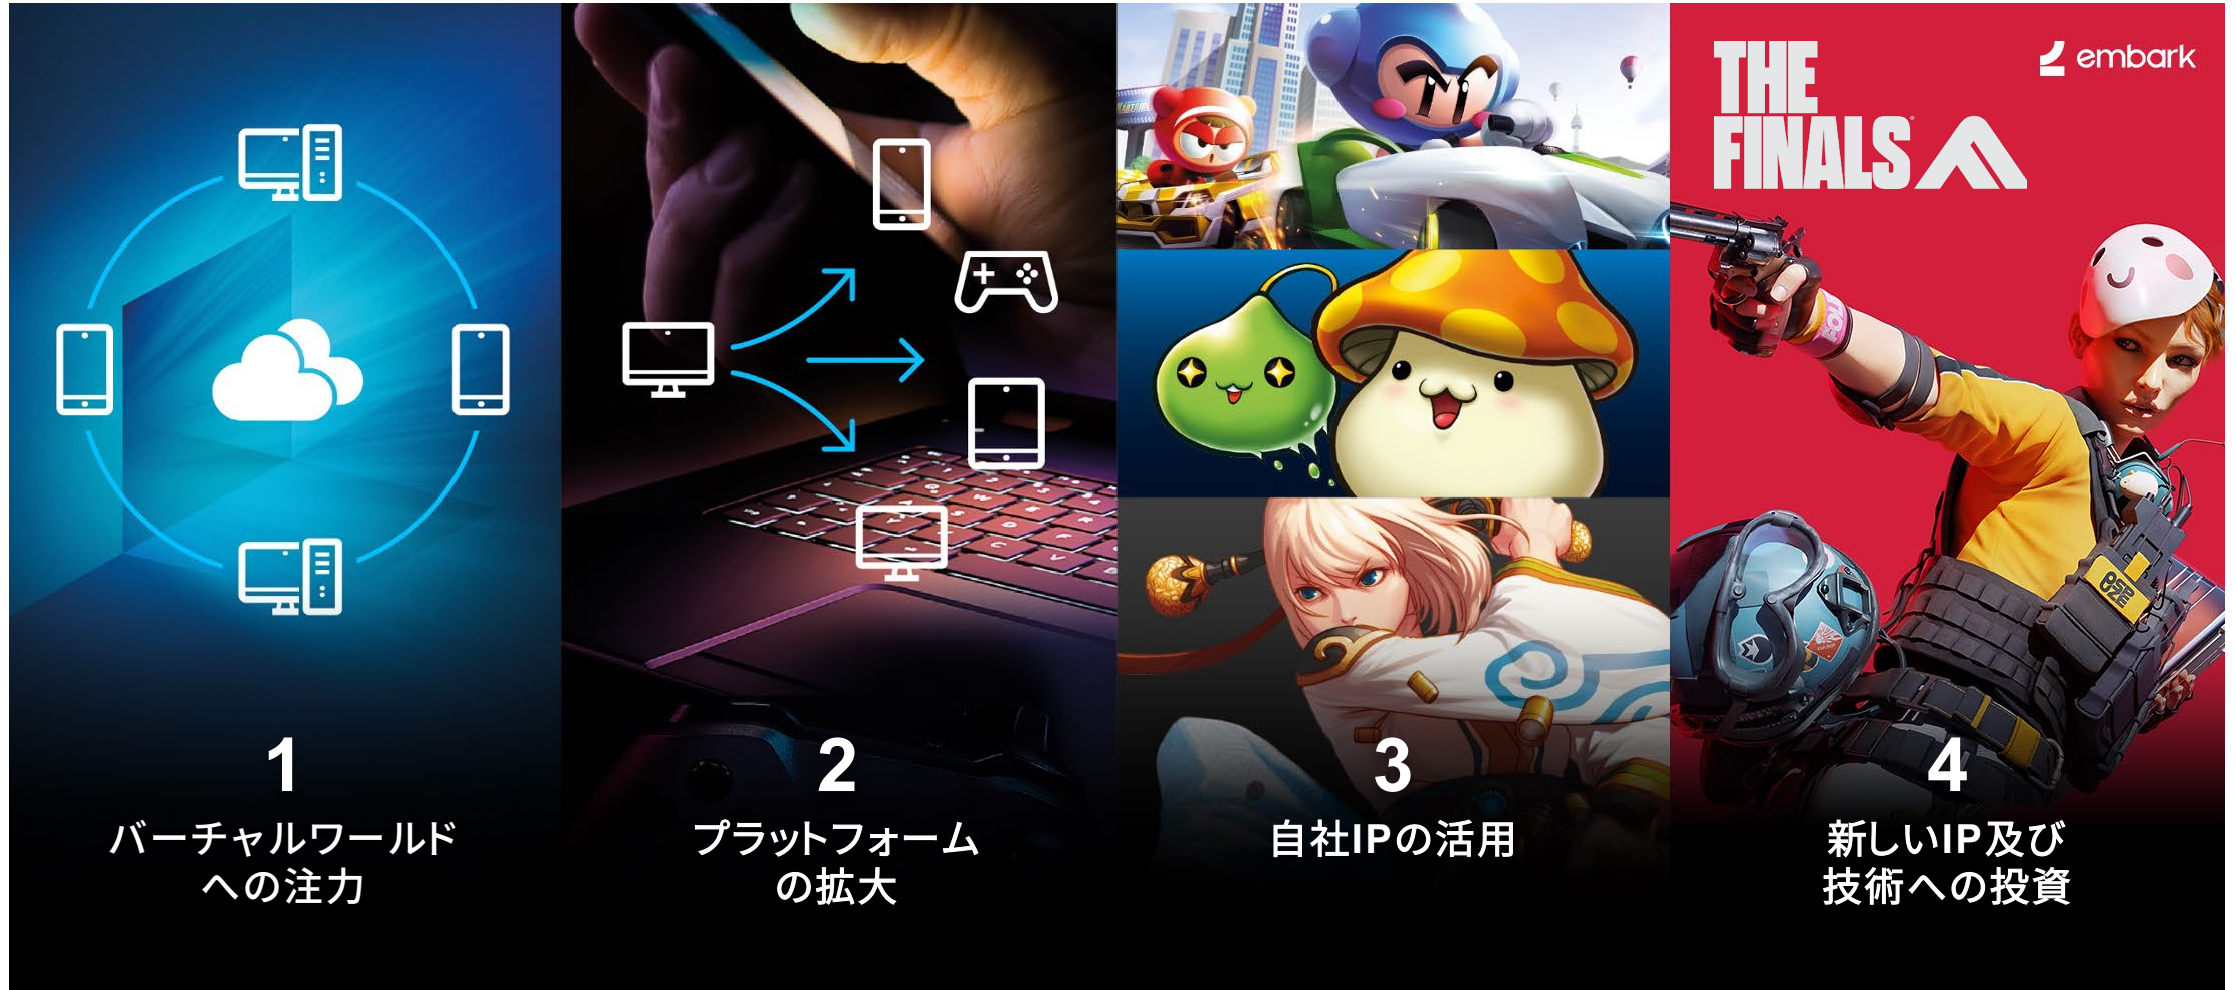 THE
FINALS
embark
1
バーチャルワールド
への注力
2
プラットフォーム
の拡大
3
自社IPの活用
4
新しいIP及び
技術への投資